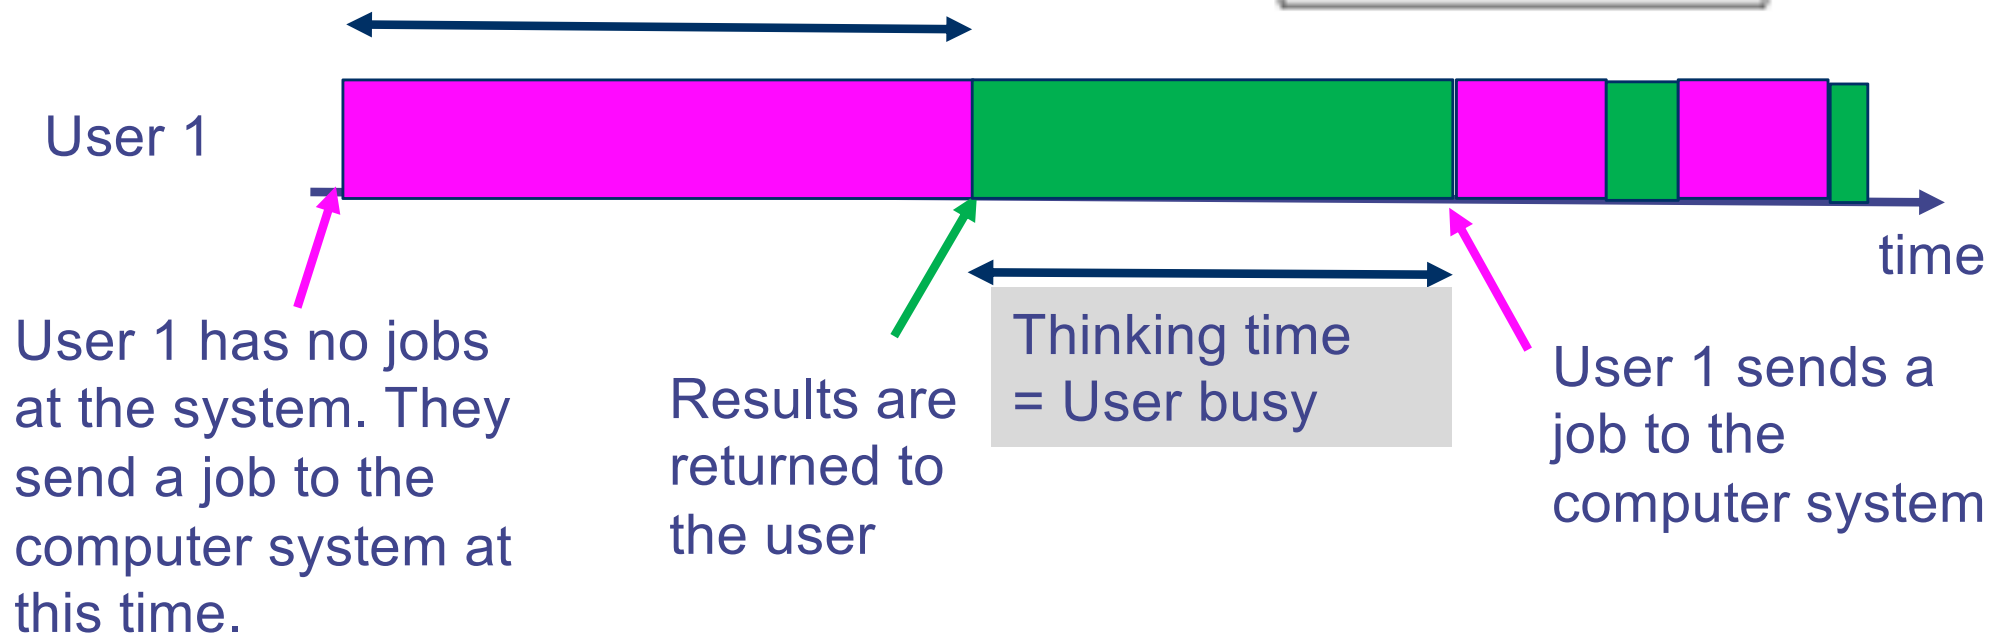 User 1
time
User 1 has no jobs
at the system. They
send a job to the
computer system at
this time.
Results are
returned to
the user
Thinking time
= User busy
User 1 sends a
job to the
computer system